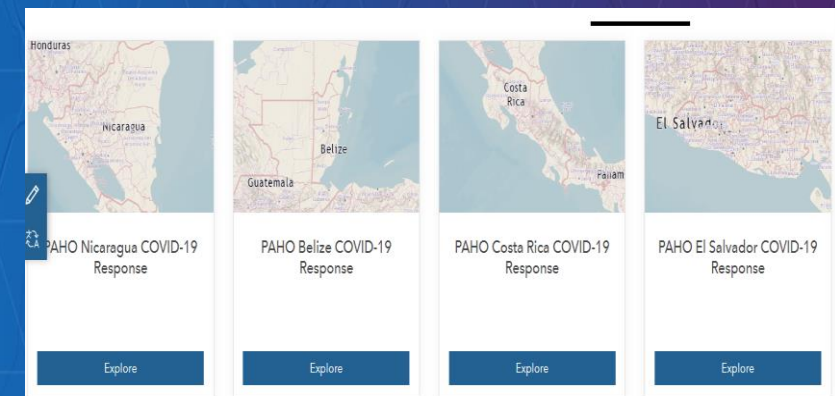 Honduras
Nicaragua
Belize
Guatemala
Costa
Rica
Panam
El Salvador
PAHO Nicaragua COVID-19
Response
PAHO Belize COVID-19
Response
PAHO Costa Rica COVID-19
Response
PAHO El Salvador COVID-19
Response
Explore
Explore
Explore
Explore